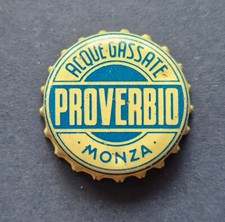 ACQUE GASSATE
PROVERBIO
· MONZA ·